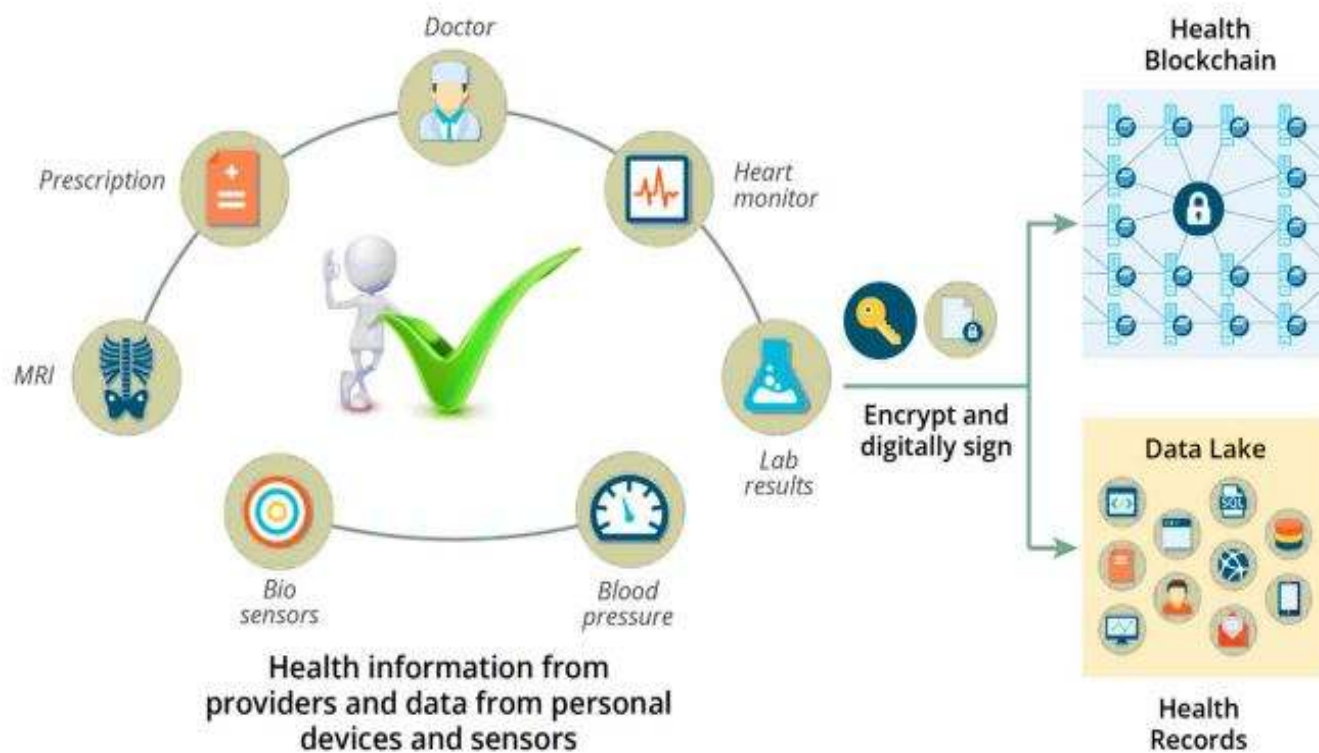 Doctor
Health
Blockchain
Prescription
Heart
monitor
MRI
Encrypt and
digitally sign
Lab
results
Data Lake
SQL
Bio
sensors
Blood
pressure
Health information from
providers and data from personal
devices and sensors
Health
Records